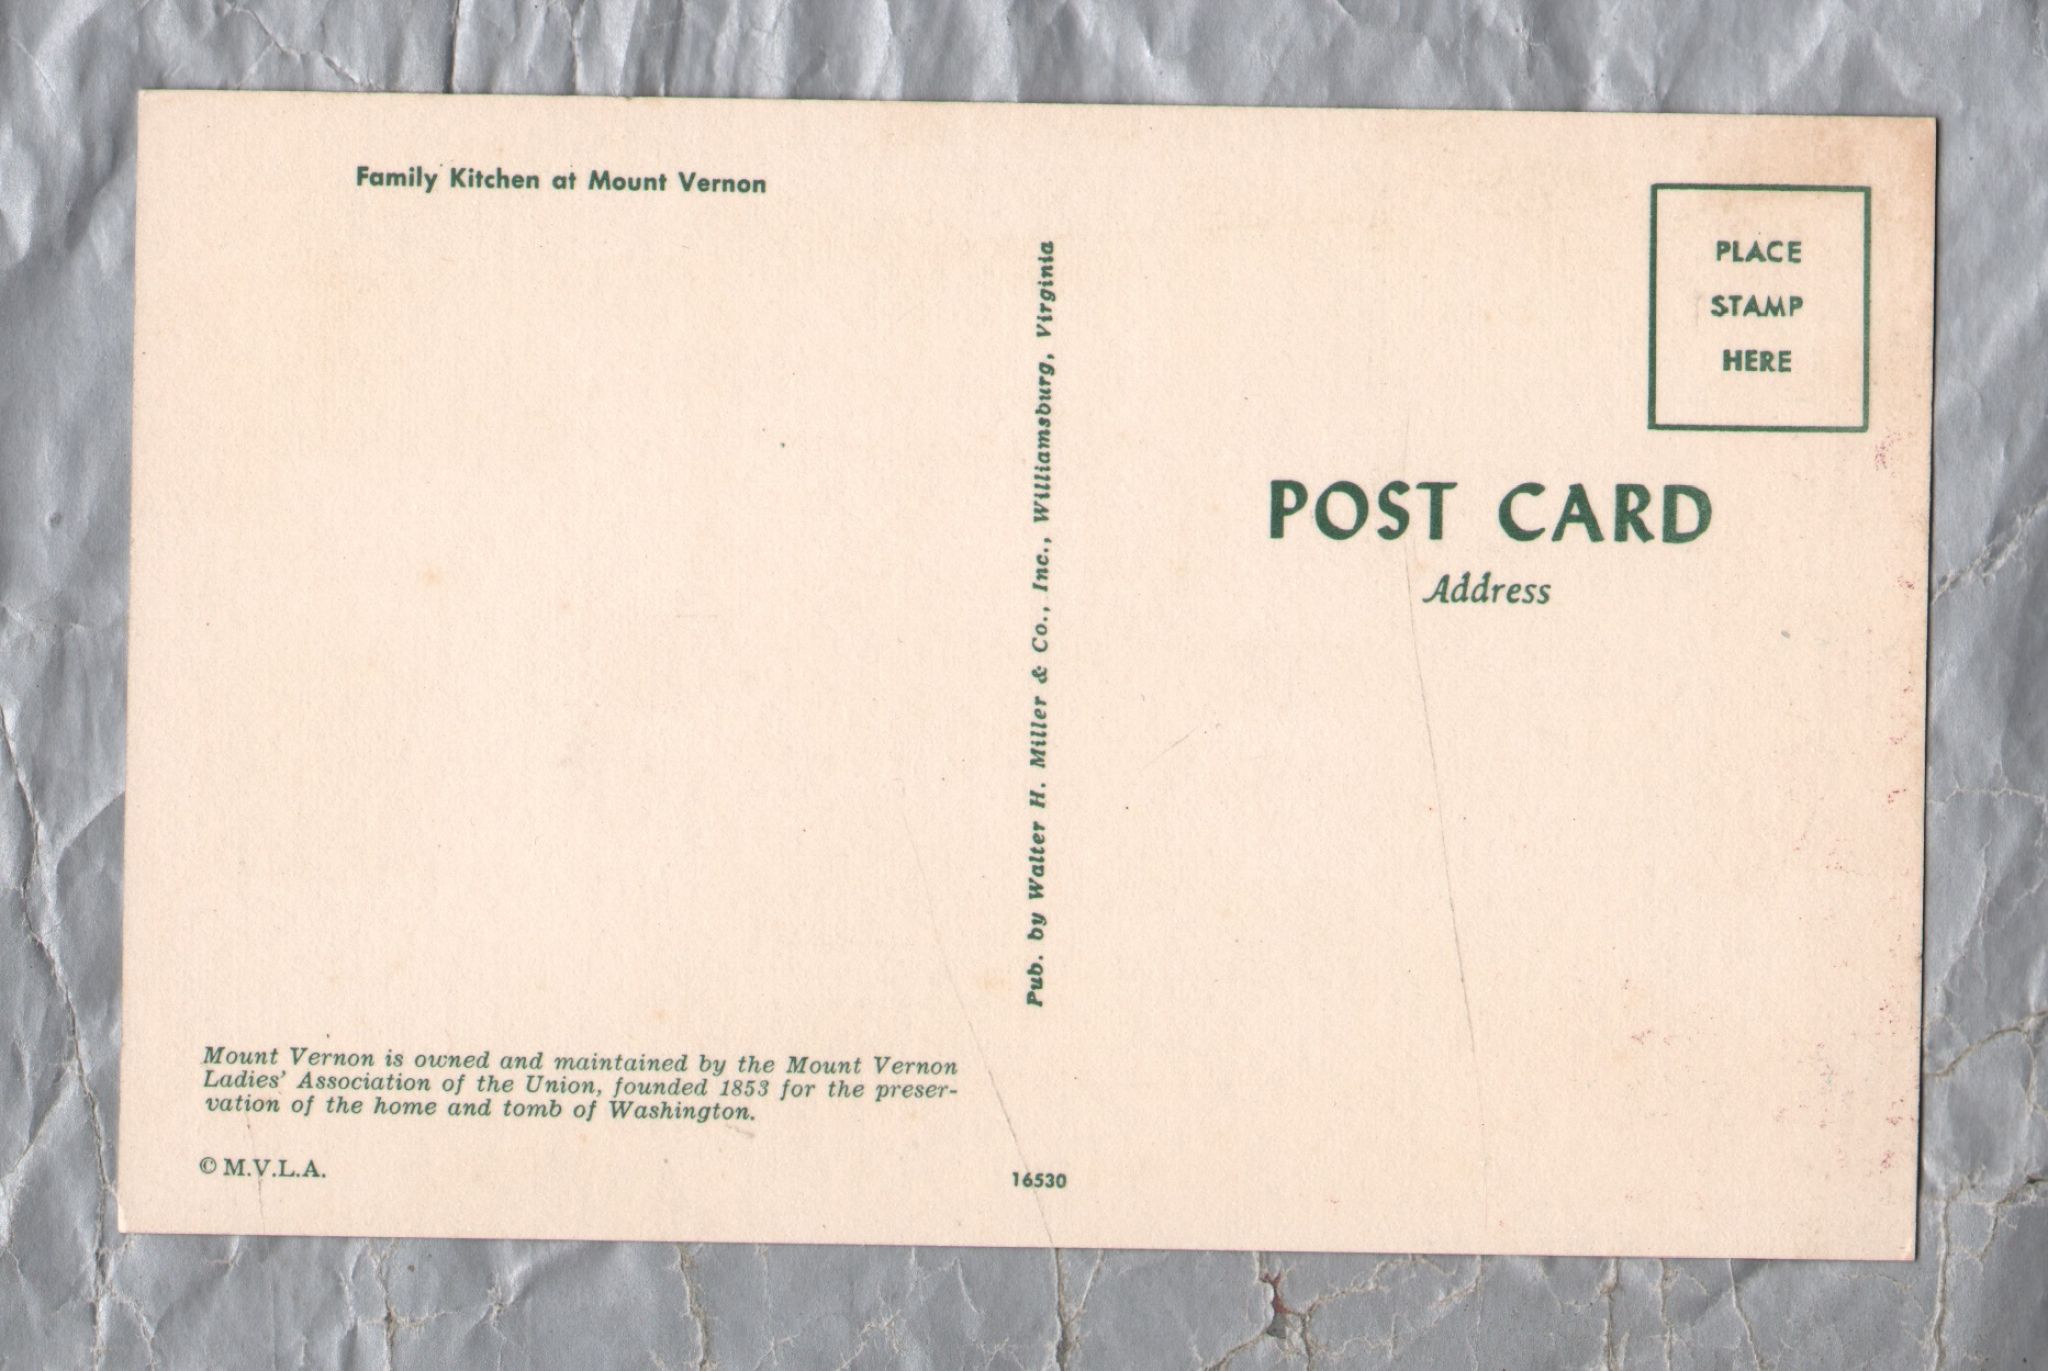 Family Kitchen at Mount Vernon
Mount Vernon is owned and maintained by the Mount Vernon
Ladies' Association of the Union, founded 1853 for the preser-
vation of the home and tomb of Washington.
© M.V.L.A.
16530
Pub. by Walter H. Miller & Co., Inc., Williamsburg, Virginia
PLACE
STAMP
HERE
POST CARD
Address